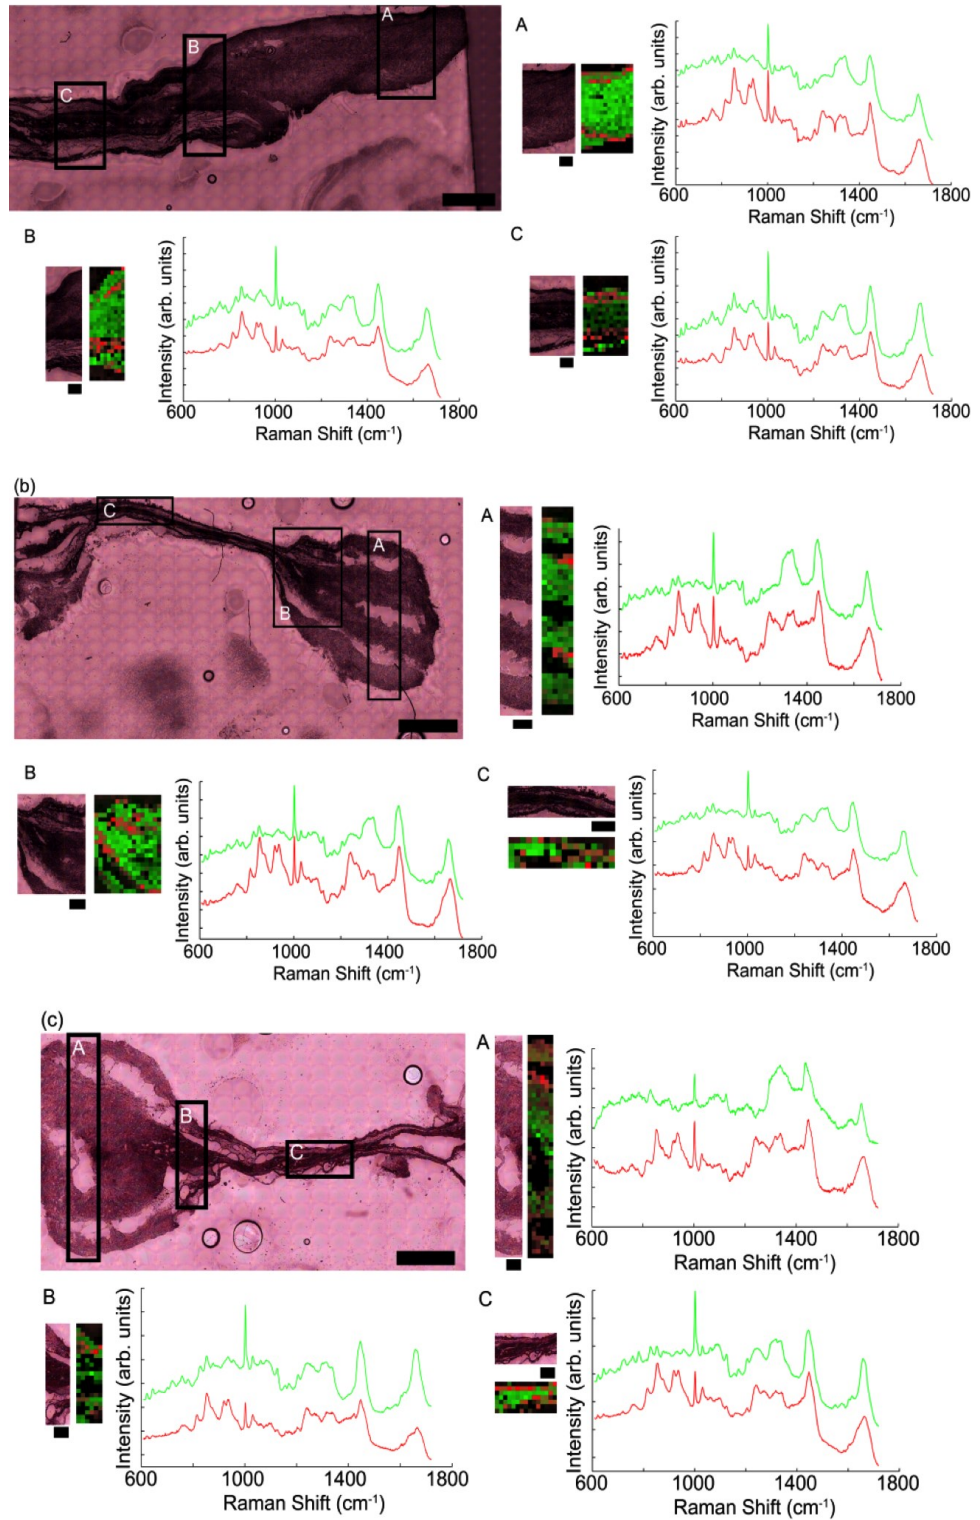 A
B
C
A
Intensity (arb. units)
600 1000 1400 1800
Raman Shift (cm⁻¹)
B
Intensity (arb. units)
600 1000 1400 1800
Raman Shift (cm⁻¹)
C
Intensity (arb. units)
600 1000 1400 1800
Raman Shift (cm⁻¹)
(b)
C
A
B
A
Intensity (arb. units)
600 1000 1400 1800
Raman Shift (cm⁻¹)
B
Intensity (arb. units)
600 1000 1400 1800
Raman Shift (cm⁻¹)
C
Intensity (arb. units)
600 1000 1400 1800
Raman Shift (cm⁻¹)
(c)
A
B
C
A
Intensity (arb. units)
600 1000 1400 1800
Raman Shift (cm⁻¹)
B
Intensity (arb. units)
600 1000 1400 1800
Raman Shift (cm⁻¹)
C
Intensity (arb. units)
600 1000 1400 1800
Raman Shift (cm⁻¹)